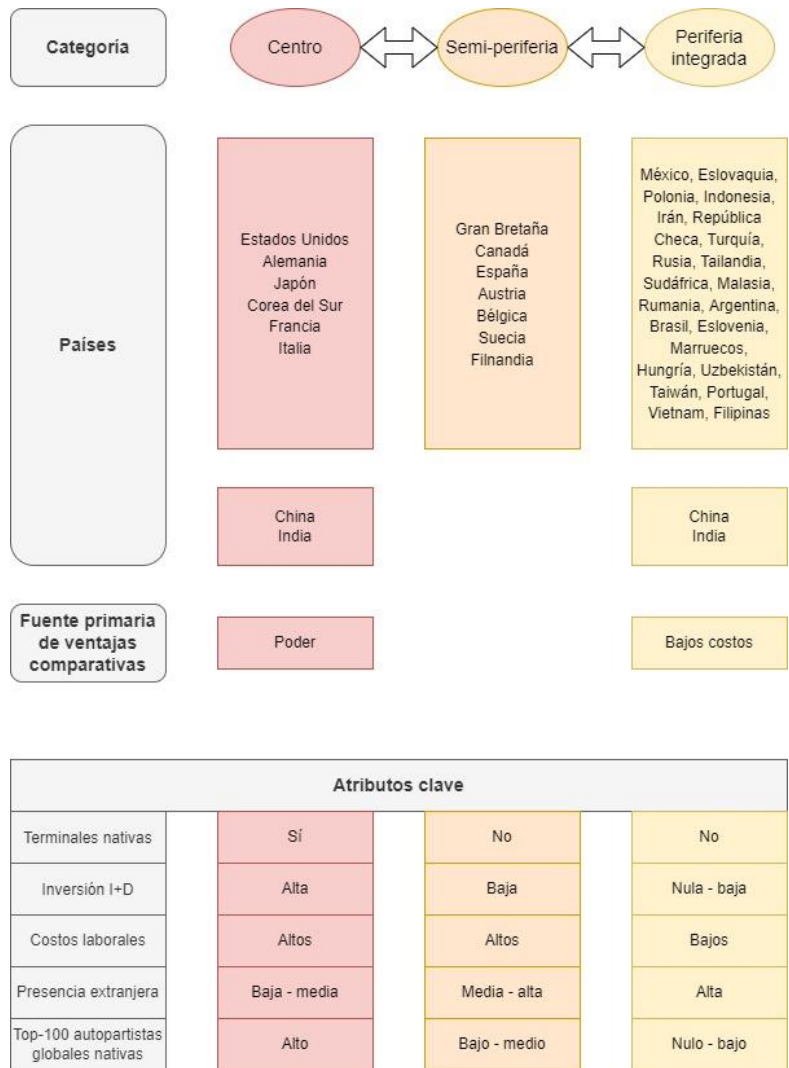 Categoría
Centro
Semi-periferia
Periferia
integrada
Países
Estados Unidos
Alemania
Japón
Corea del Sur
Francia
Italia
Gran Bretaña
Canadá
España
Austria
Bélgica
Suecia
Filnandia
México, Eslovaquia,
Polonia, Indonesia,
Irán, República
Checa, Turquía,
Rusia, Tailandia,
Sudáfrica, Malasia,
Rumania, Argentina,
Brasil, Eslovenia,
Marruecos,
Hungría, Uzbekistán,
Taiwán, Portugal,
Vietnam, Filipinas
China
India
China
India
Fuente primaria
de ventajas
comparativas
Poder
Bajos costos
Atributos clave
Terminales nativas
Sí
No
No
Inversión I+D
Alta
Baja
Nula - baja
Costos laborales
Altos
Altos
Bajos
Presencia extranjera
Baja - media
Media - alta
Alta
Top-100 autopartistas
globales nativas
Alto
Bajo - medio
Nulo - bajo